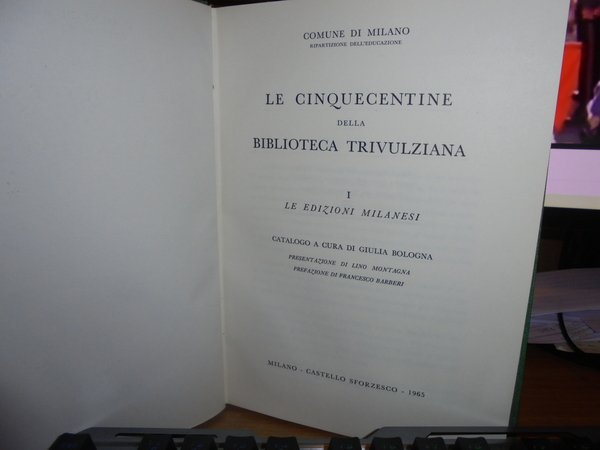 COMUNE DI MILANO
RIPARTIZIONE DELL'EDUCAZIONE
LE CINQUECENTINE
DELLA
BIBLIOTECA TRIVULZIANA
I
LE EDIZIONI MILANESI
CATALOGO A CURA DI GIULIA BOLOGNA
PRESENTAZIONE DI LINO MONTAGNA
PREFAZIONE DI FRANCESCO BARBERI
MILANO - CASTELLO SFORZESCO - 1965